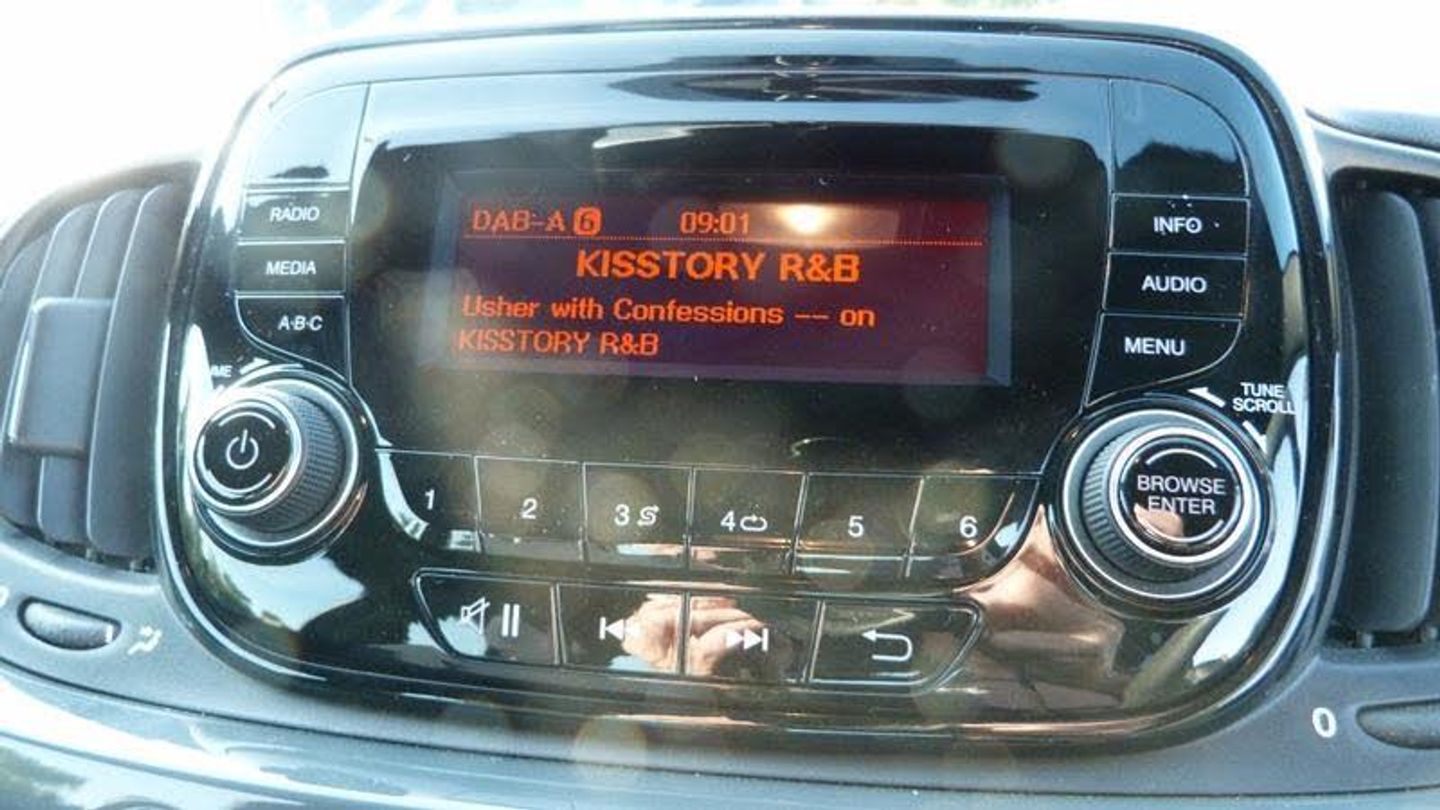 DAB-A 6 09:01
KISSTORY R&B
Usher with Confessions -- on
KISSTORY R&B
RADIO
MEDIA
A·B·C
INFO
AUDIO
MENU
TUNE
SCROLL
BROWSE
ENTER
1 2 3 4 5 6
0